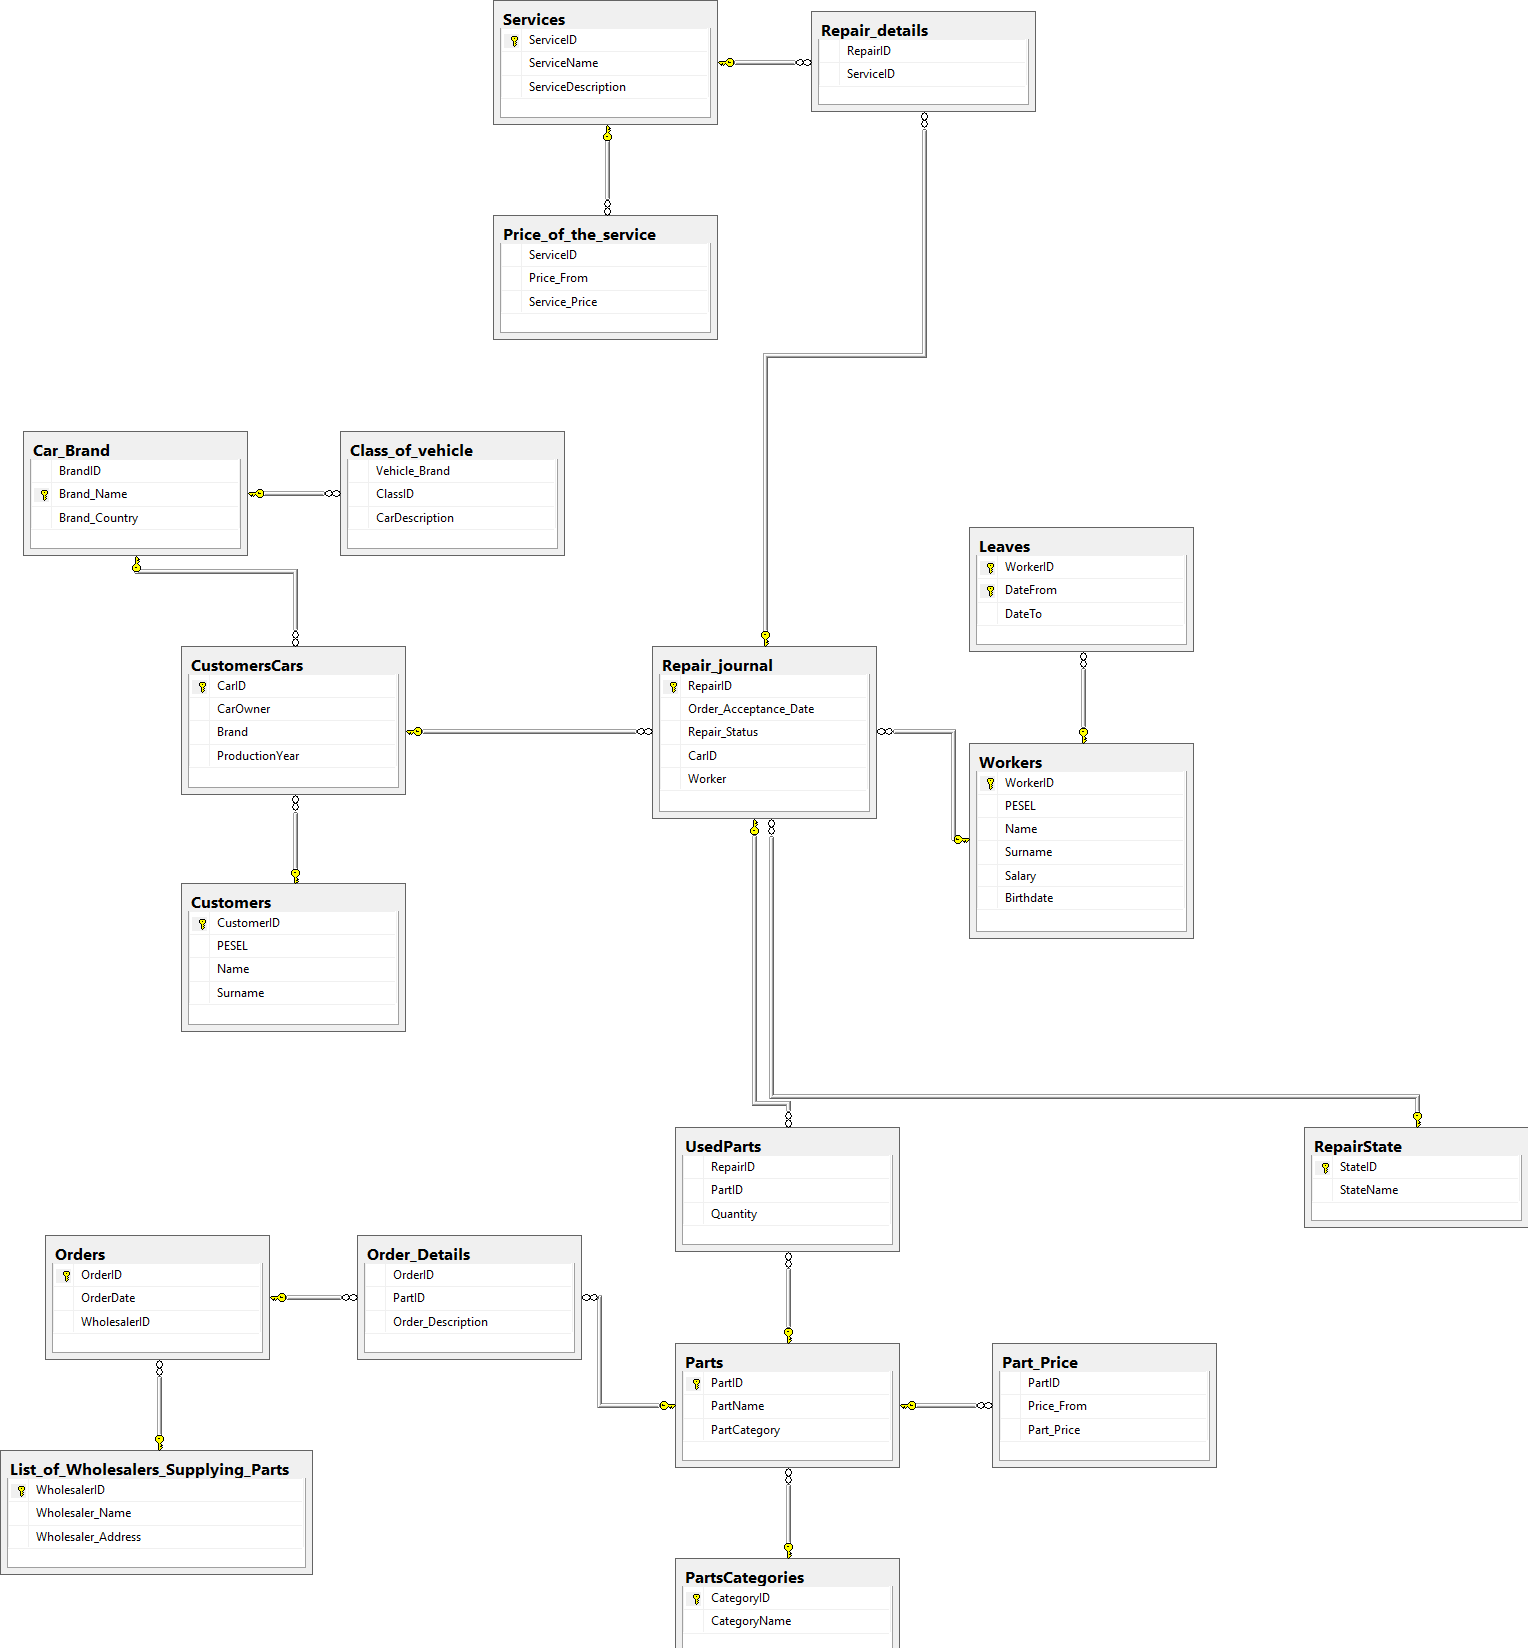 Services
ServiceID
ServiceName
ServiceDescription
Repair_details
RepairID
ServiceID
Price_of_the_service
ServiceID
Price_From
Service_Price
Car_Brand
BrandID
Brand_Name
Brand_Country
Class_of_vehicle
Vehicle_Brand
ClassID
CarDescription
Leaves
WorkerID
DateFrom
DateTo
CustomersCars
CarID
CarOwner
Brand
ProductionYear
Repair_journal
RepairID
Order_Acceptance_Date
Repair_Status
CarID
Worker
Workers
WorkerID
PESEL
Name
Surname
Salary
Birthdate
Customers
CustomerID
PESEL
Name
Surname
UsedParts
RepairID
PartID
Quantity
RepairState
StateID
StateName
Orders
OrderID
OrderDate
WholesalerID
Order_Details
OrderID
PartID
Order_Description
Parts
PartID
PartName
PartCategory
Part_Price
PartID
Price_From
Part_Price
List_of_Wholesalers_Supplying_Parts
WholesalerID
Wholesaler_Name
Wholesaler_Address
PartsCategories
CategoryID
CategoryName